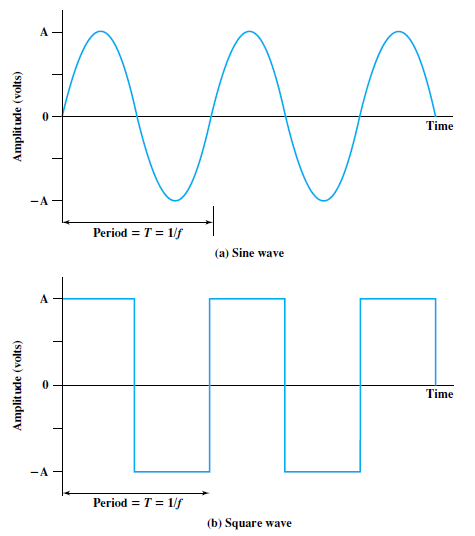 A
Amplitude (volts)
0
Time
–A
Period = T = 1/f
(a) Sine wave
A
Amplitude (volts)
0
Time
–A
Period = T = 1/f
(b) Square wave